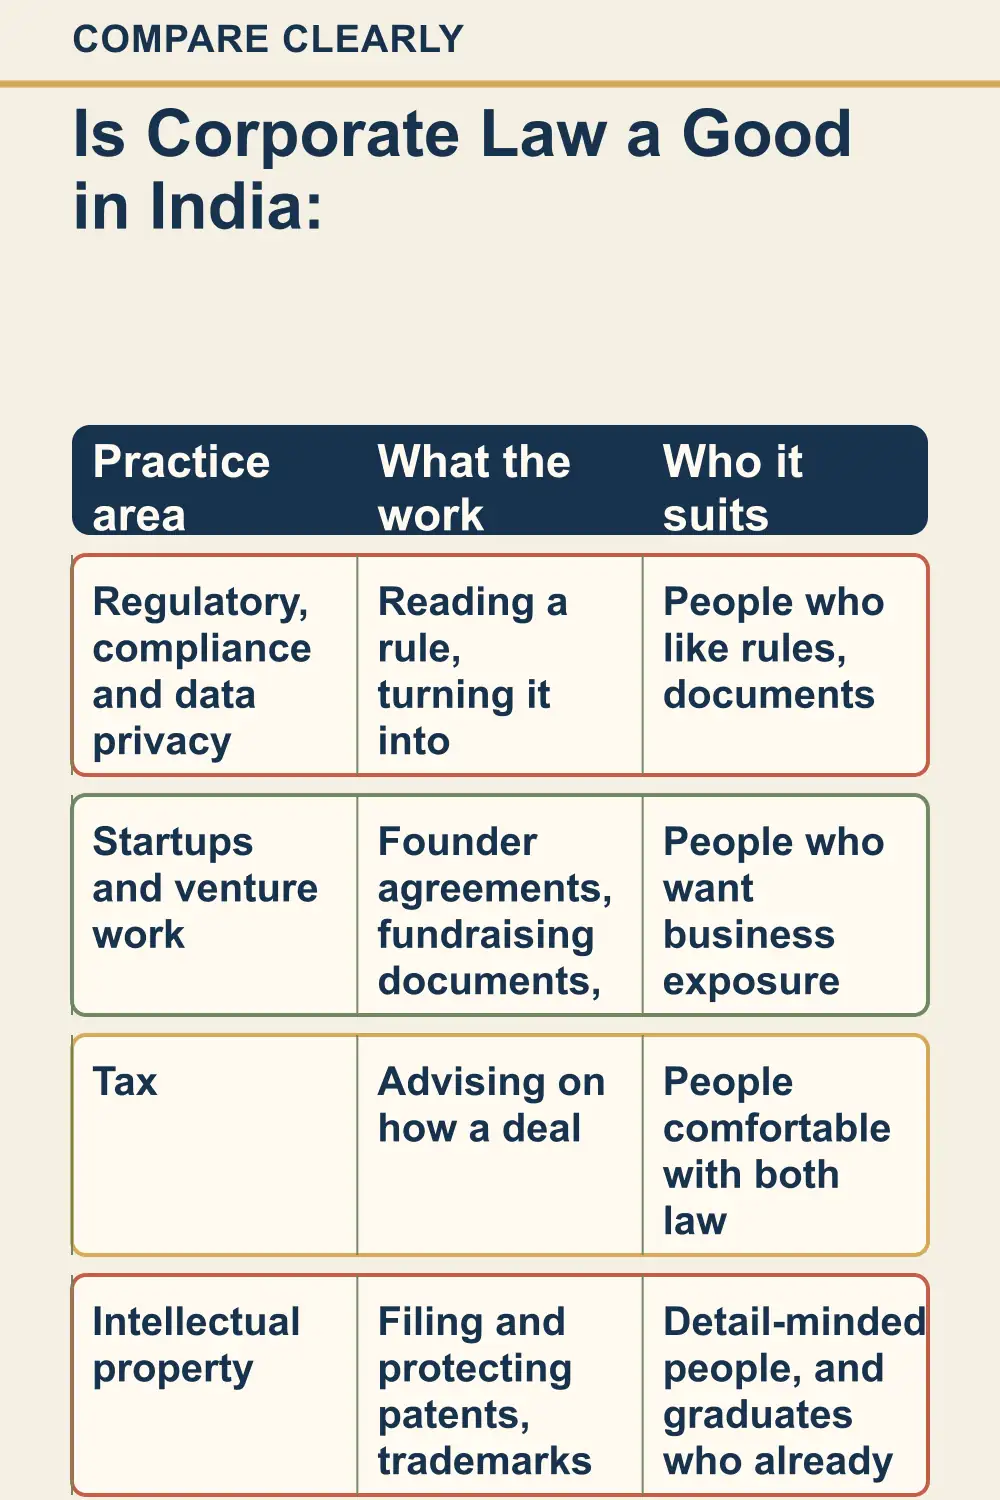 COMPARE CLEARLY
Is Corporate Law a Good
in India:
Practice area
What the work
Who it suits
Regulatory,
compliance
and data
privacy
Reading a
rule,
turning it
into
People who
like rules,
documents
Startups
and venture
work
Founder
agreements,
fundraising
documents,
People who
want
business
exposure
Tax
Advising on
how a deal
People
comfortable
with both
law
Intellectual
property
Filing and
protecting
patents,
trademarks
Detail-minded
people, and
graduates
who already